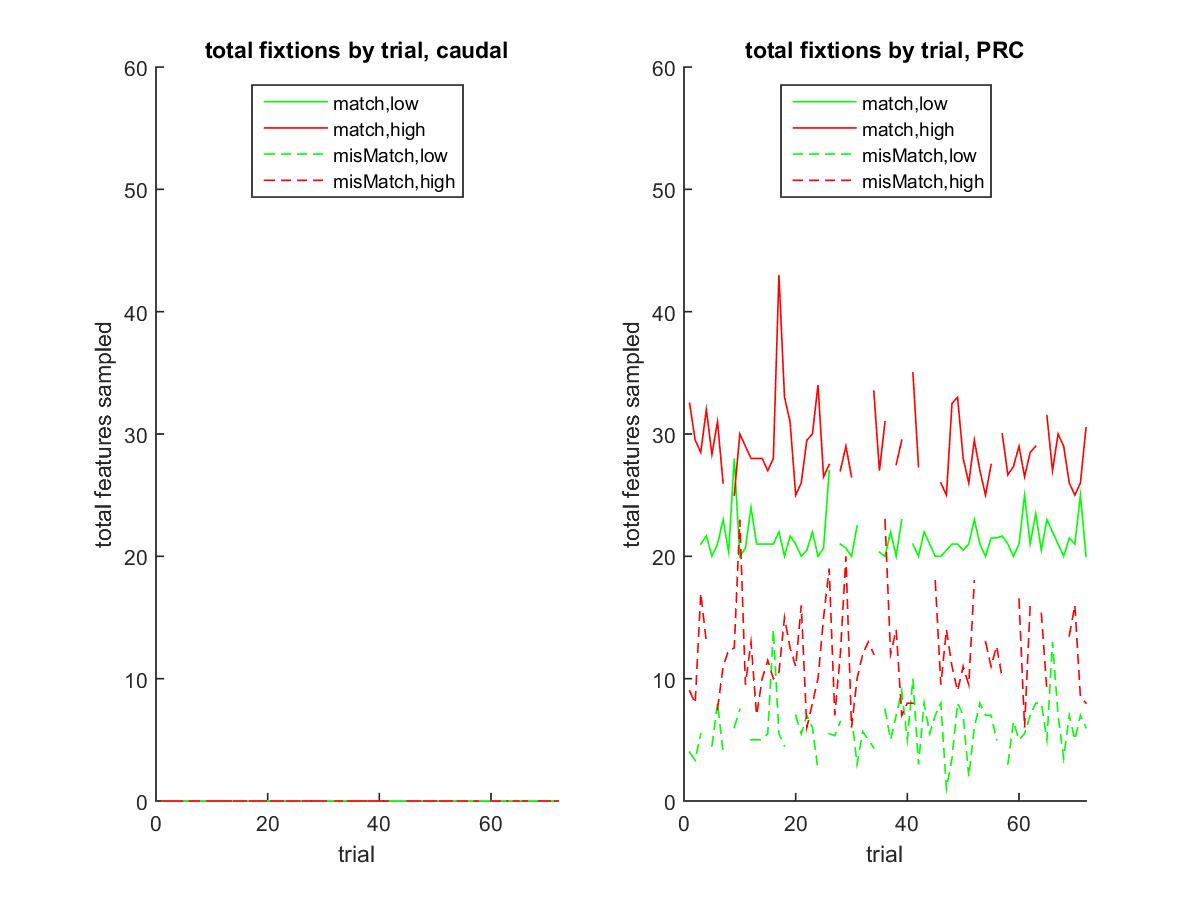 total fixtions by trial, caudal
60
50
40
30
20
10
0
total features sampled
match,low
match,high
misMatch,low
misMatch,high
0 20 40 60
trial
total fixtions by trial, PRC
60
50
40
30
20
10
0
total features sampled
match,low
match,high
misMatch,low
misMatch,high
0 20 40 60
trial